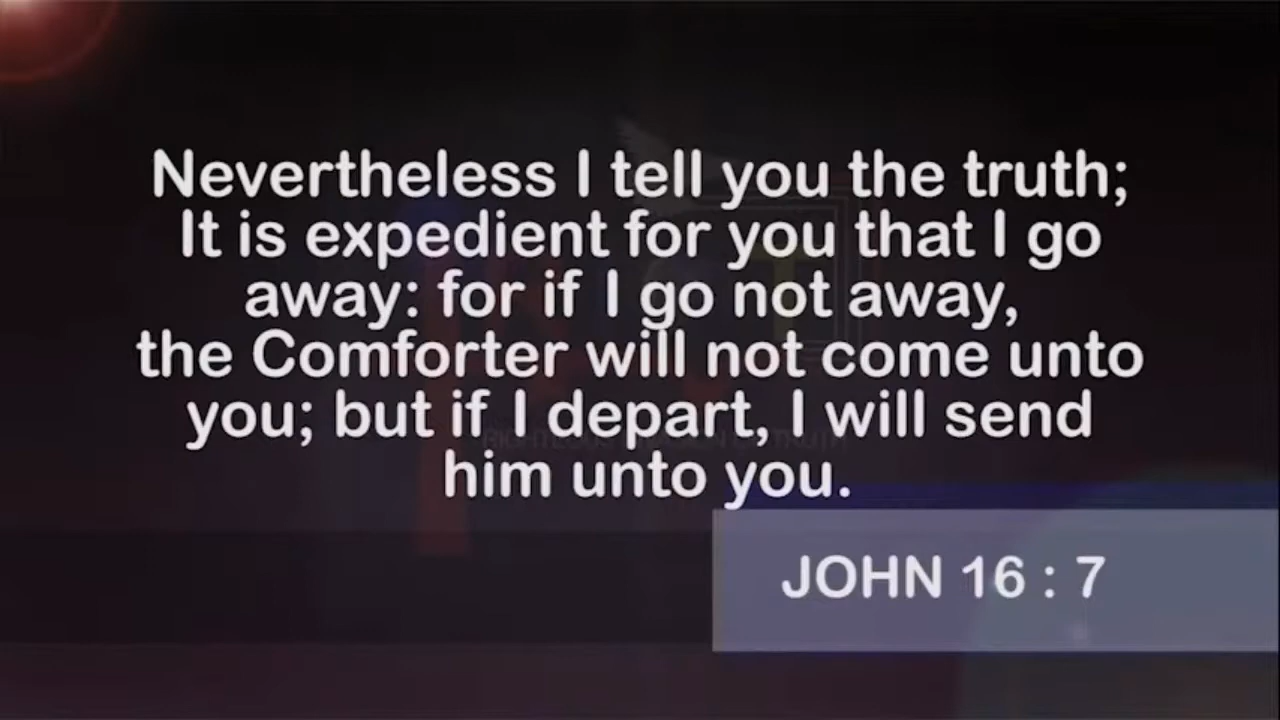 Nevertheless I tell you the truth;
It is expedient for you that I go
away: for if I go not away,
the Comforter will not come unto
you; but if I depart, I will send
him unto you.
JOHN 16 : 7